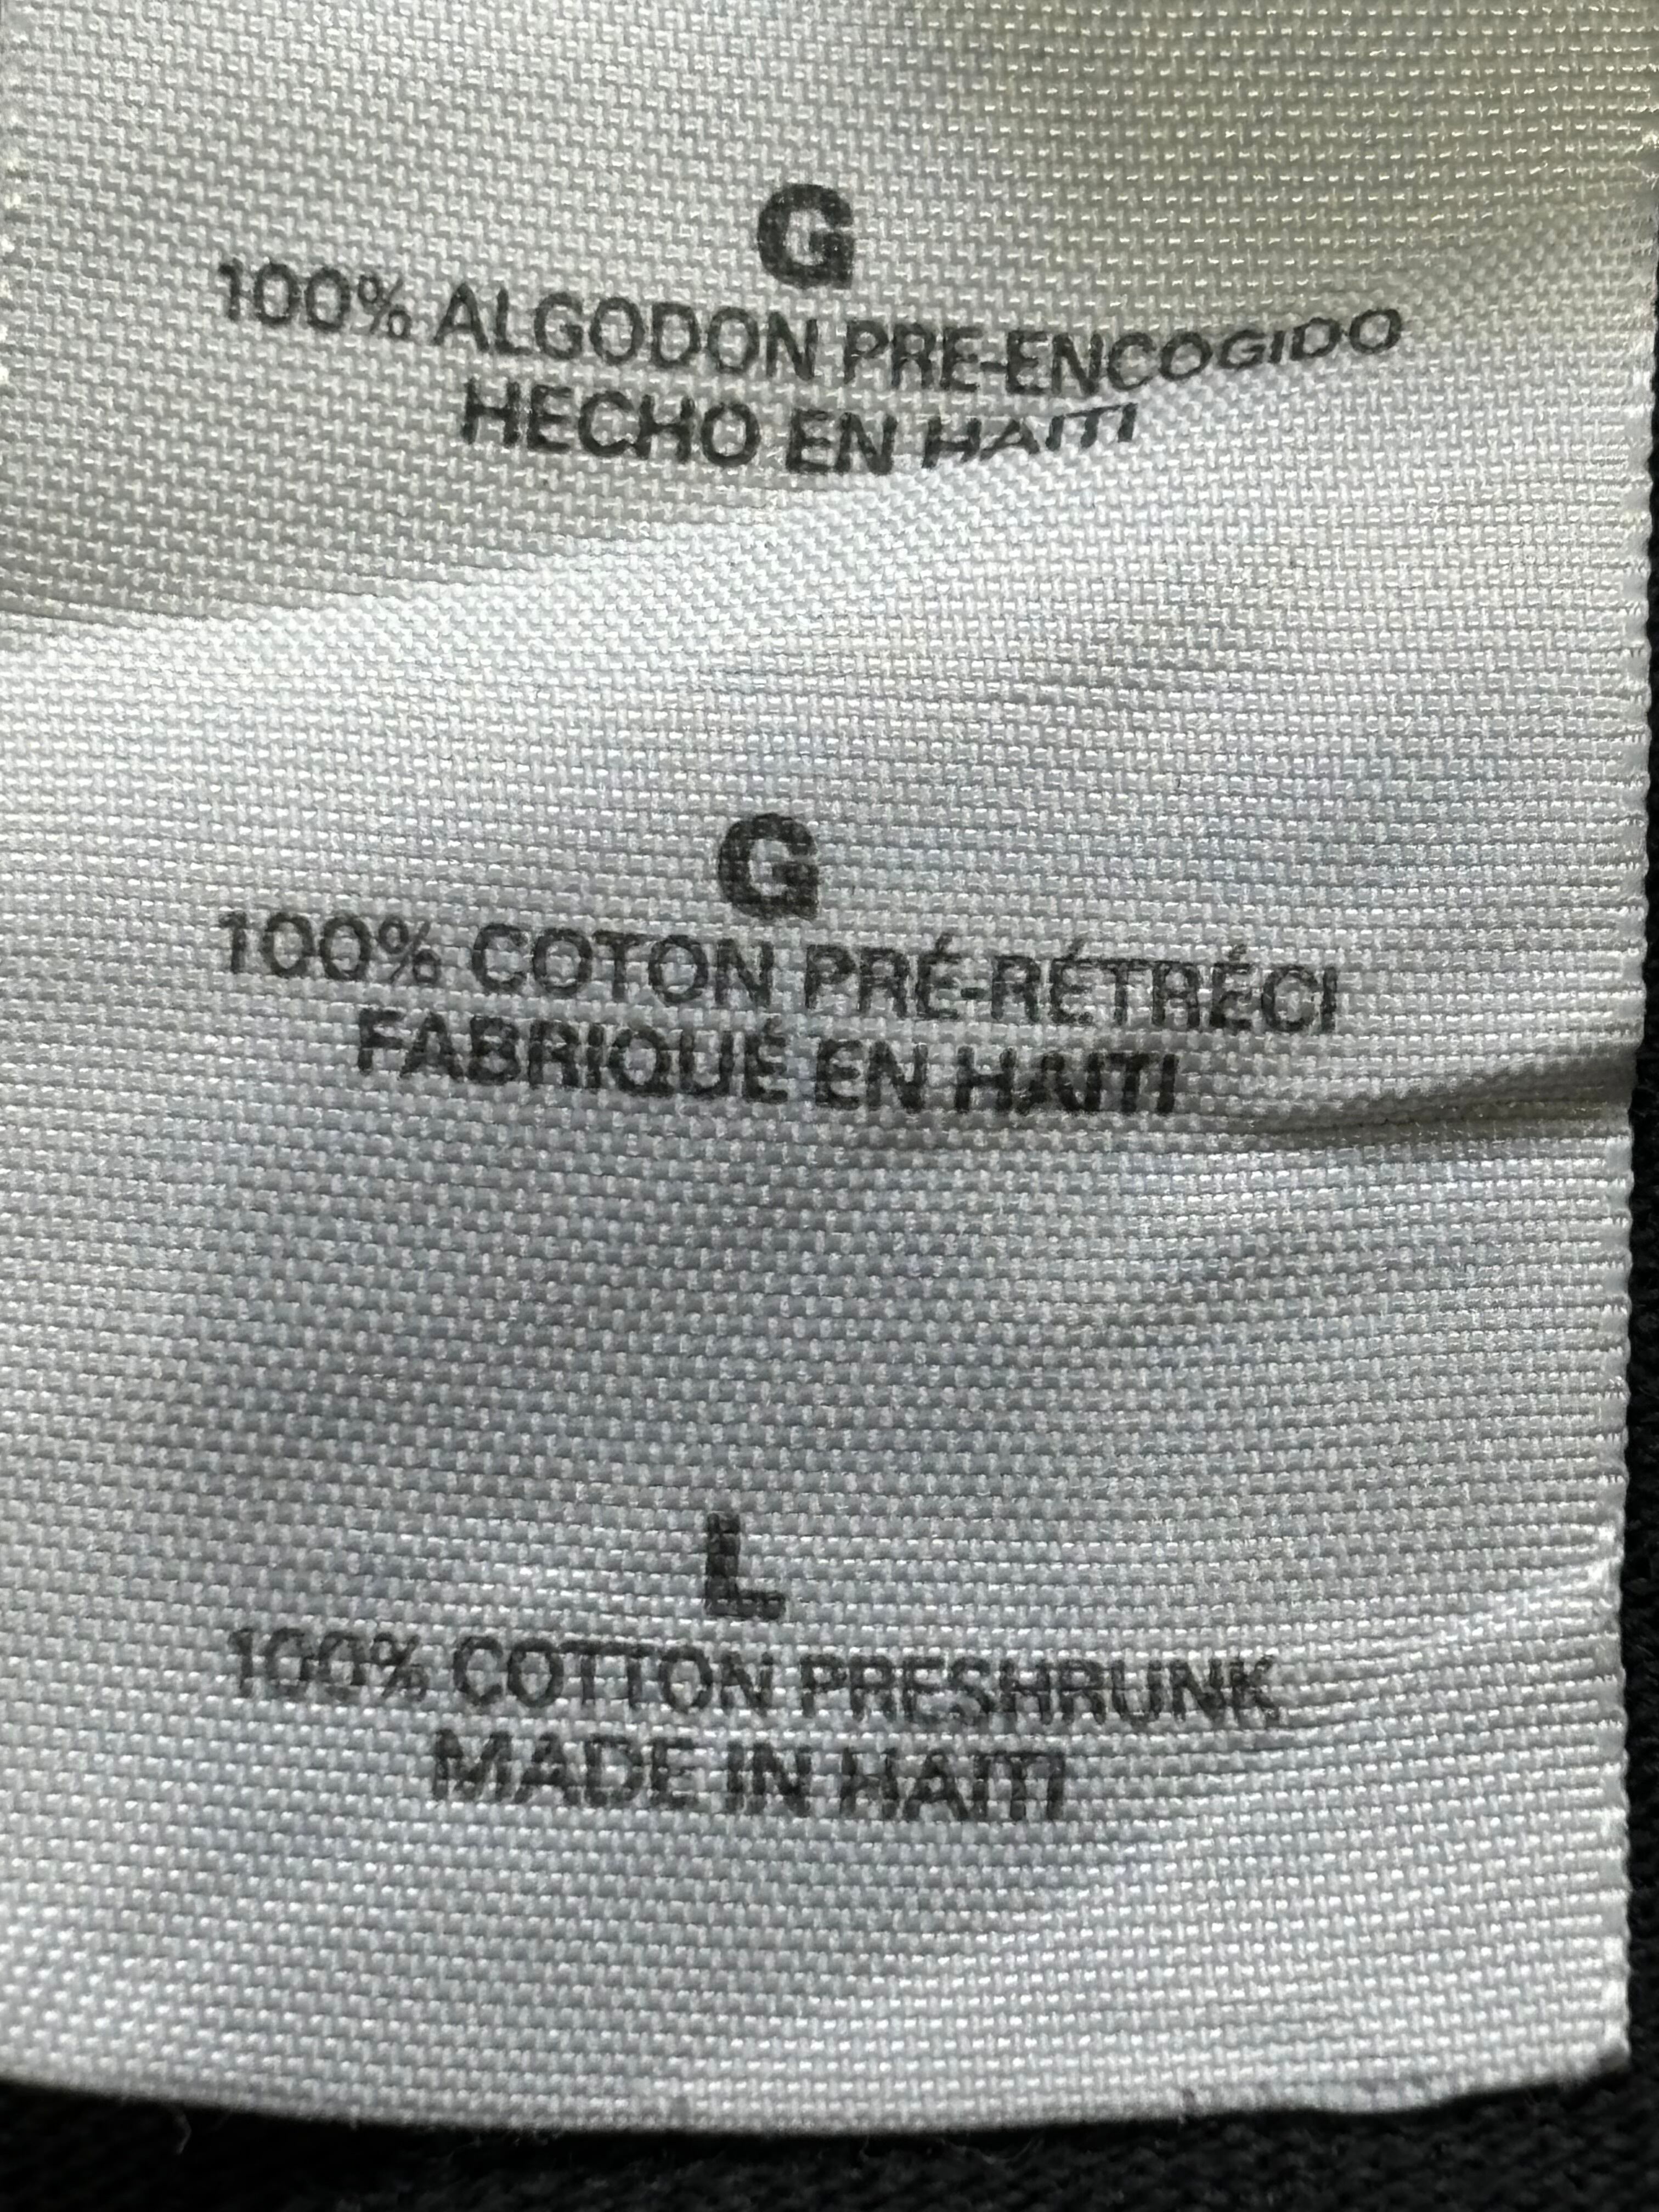 G
100% ALGODON PRE-ENCOGIDO
HECHO EN HAITI
G
100% COTON PRÉ-RÉTRÉCI
FABRIQUÉ EN HAITI
L
100% COTTON PRESHRUNK
MADE IN HAITI